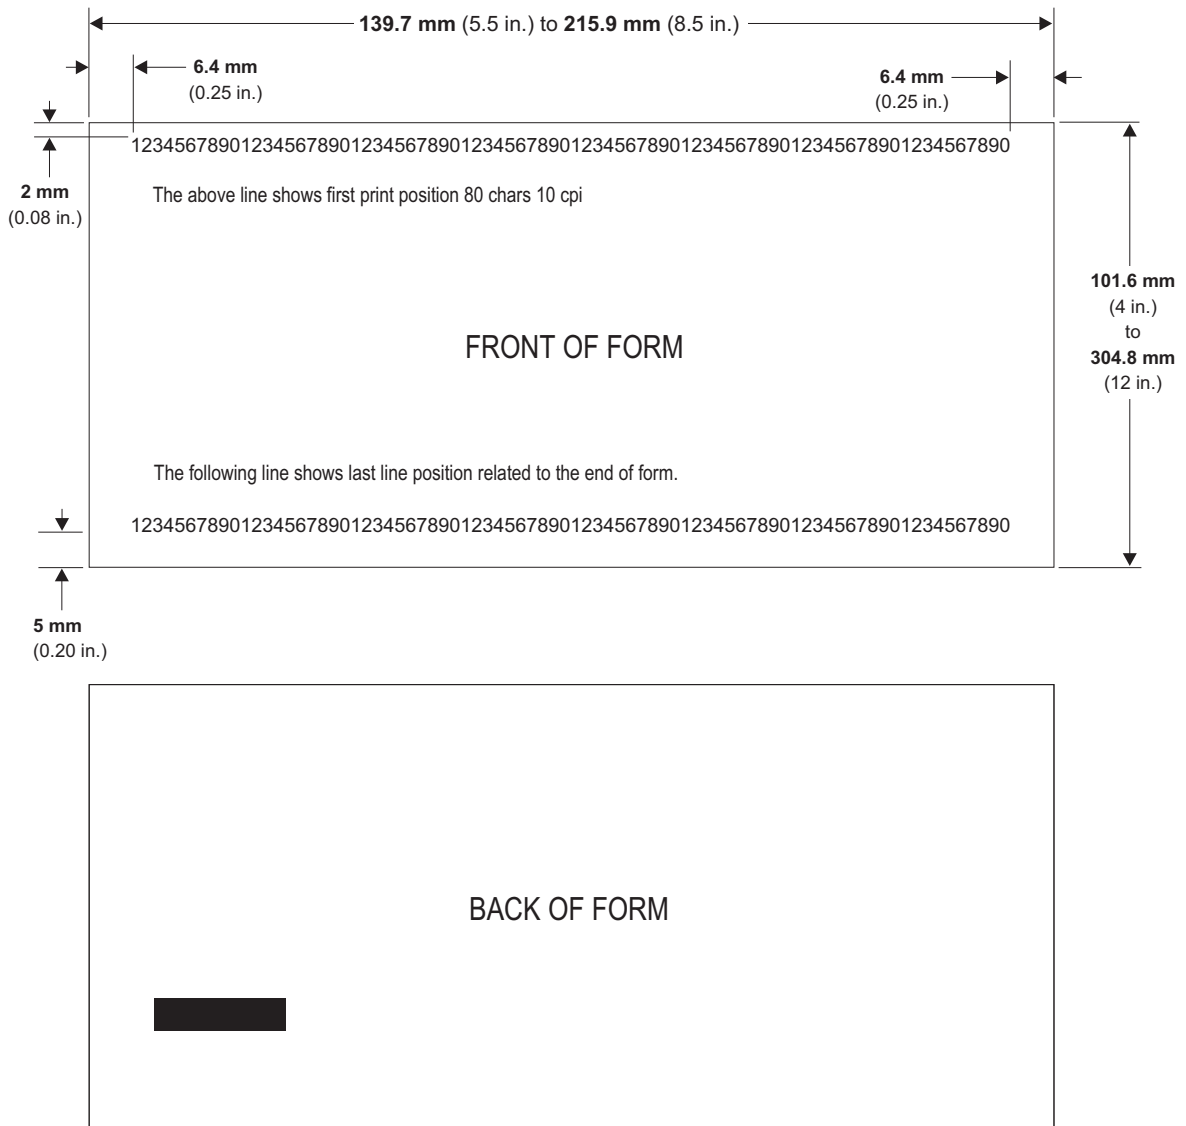 139.7 mm (5.5 in.) to 215.9 mm (8.5 in.)
6.4 mm
(0.25 in.)
6.4 mm
(0.25 in.)
12345678901234567890123456789012345678901234567890123456789012345678901234567890
2 mm
(0.08 in.)
The above line shows first print position 80 chars 10 cpi
101.6 mm
(4 in.)
to
304.8 mm
(12 in.)
FRONT OF FORM
The following line shows last line position related to the end of form.
12345678901234567890123456789012345678901234567890123456789012345678901234567890
5 mm
(0.20 in.)
BACK OF FORM